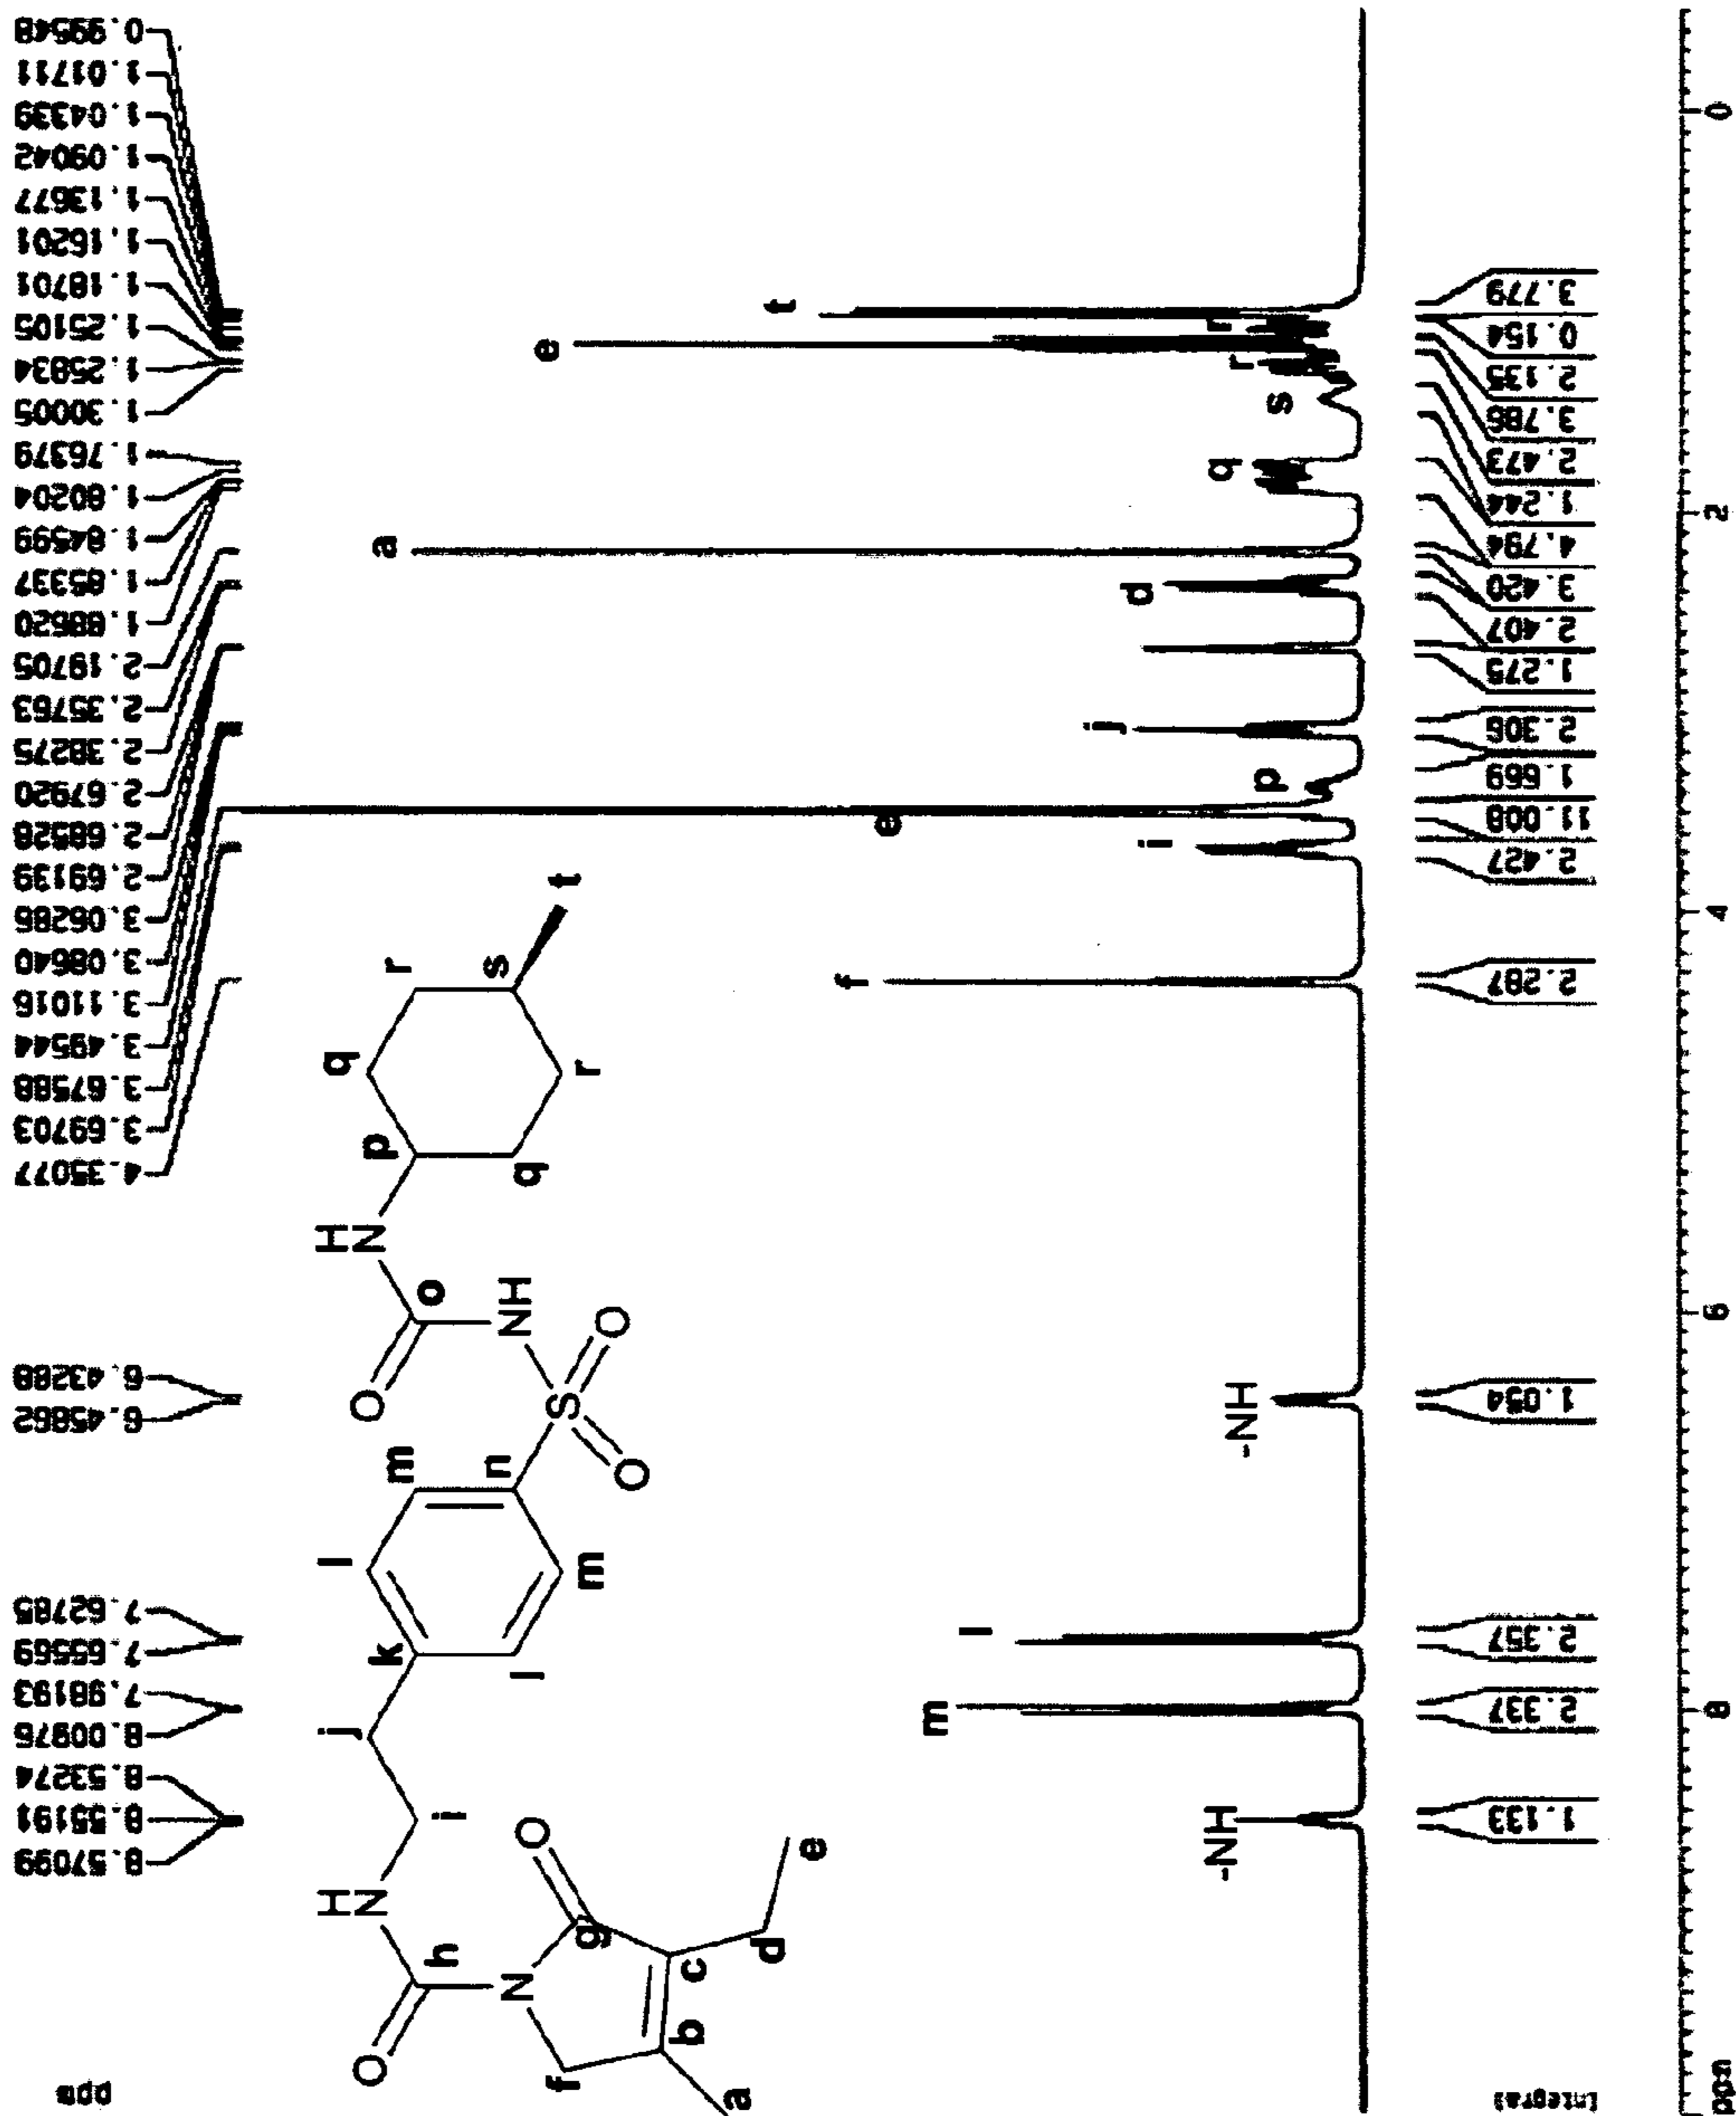 ppm
8.57099
8.55191
8.53274
8.00976
7.98193
7.65569
7.62785
6.45862
6.43288
4.35077
3.69703
3.67588
3.49544
3.11016
3.08640
3.06286
2.69139
2.68528
2.67920
2.38275
2.35763
2.19705
1.88620
1.85337
1.84599
1.80204
1.76379
1.30005
1.25834
1.25105
1.18701
1.16201
1.13677
1.09042
1.04339
1.01711
0.99548
O
h
H
N
i
j
k
l
l
m
m
n
S
O
O
O
o
NH
H
N
p
q
q
r
r
s
t
N
g
O
f
b
c
d
e
a
-NH
m
l
-NH
f
i
e
p
j
d
a
q
s
r
e
r
t
Integral
1.133
2.337
2.357
1.054
2.287
2.427
11.008
1.669
2.306
1.275
2.407
3.420
4.794
1.244
2.473
3.786
2.135
0.154
3.779
ppm
8
6
4
2
0